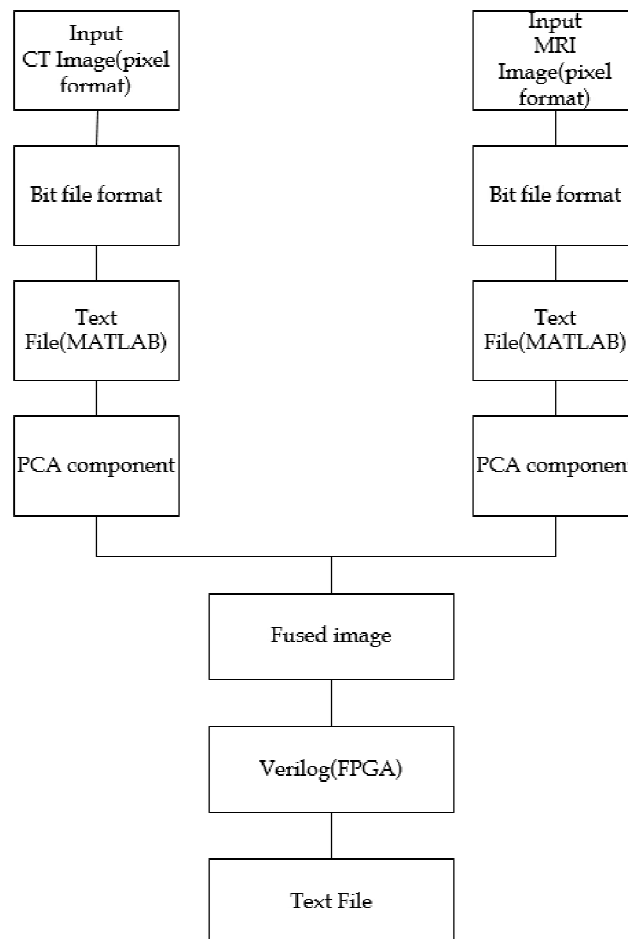 Input
CT Image(pixel
format)
Input
MRI
Image(pixel
format)
Bit file format
Bit file format
Text
File(MATLAB)
Text
File(MATLAB)
PCA component
PCA component
Fused image
Verilog(FPGA)
Text File